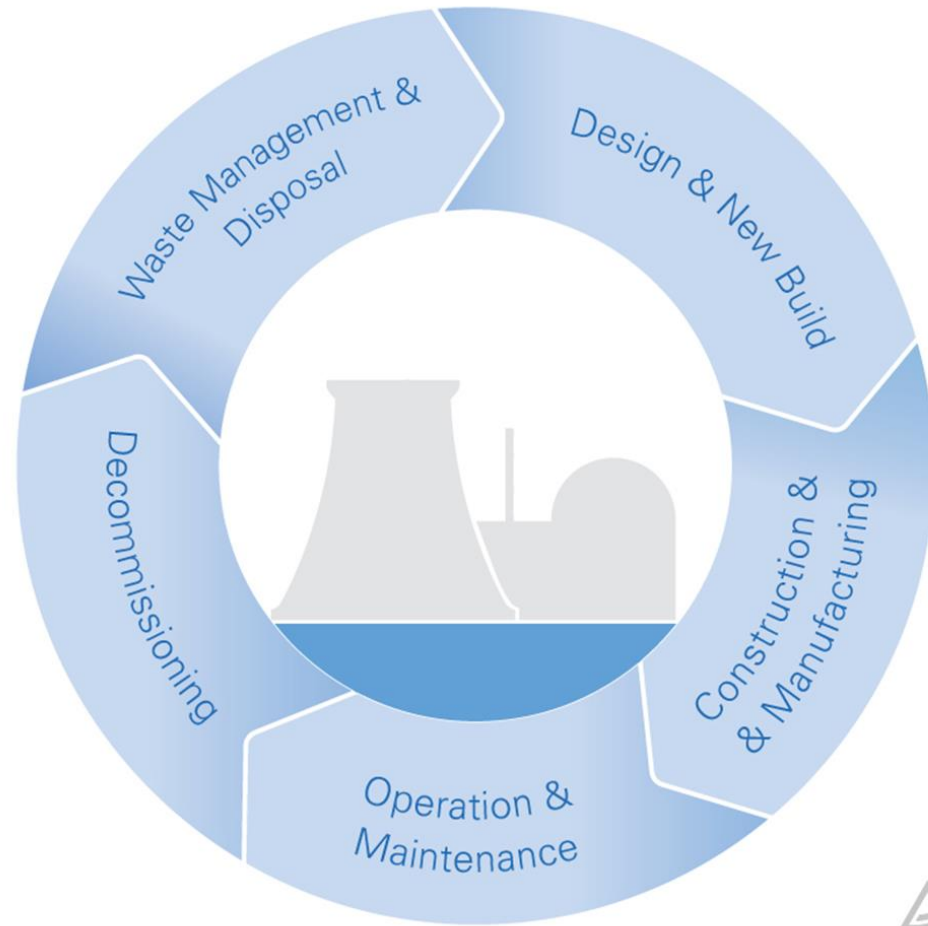 Design & New Build
Construction &
& Manufacturing
Operation &
Maintenance
Decommissioning
Waste Management &
Disposal